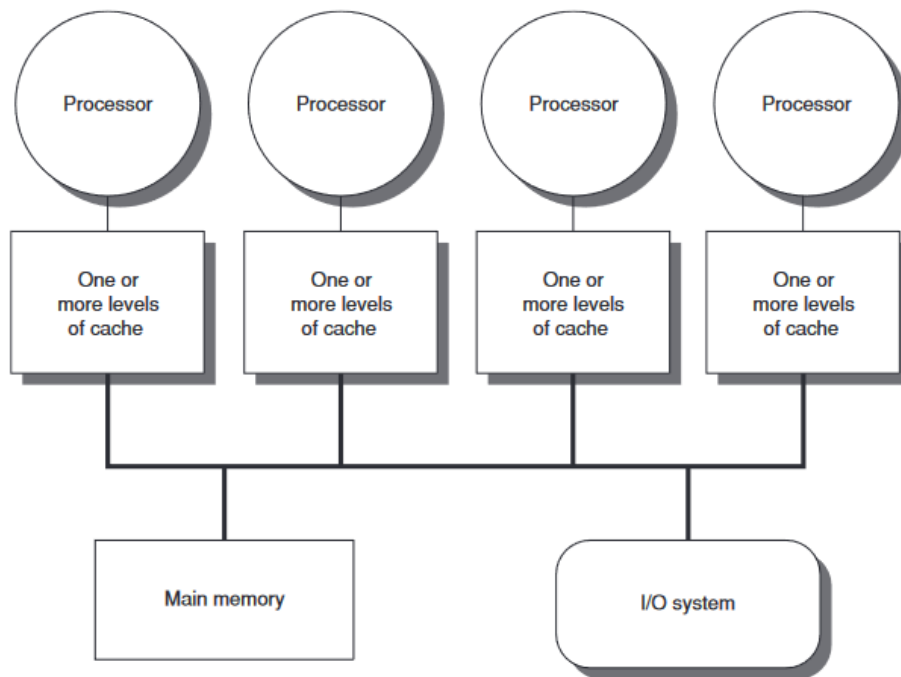 Processor
Processor
Processor
Processor
One or
more levels
of cache
One or
more levels
of cache
One or
more levels
of cache
One or
more levels
of cache
Main memory
I/O system